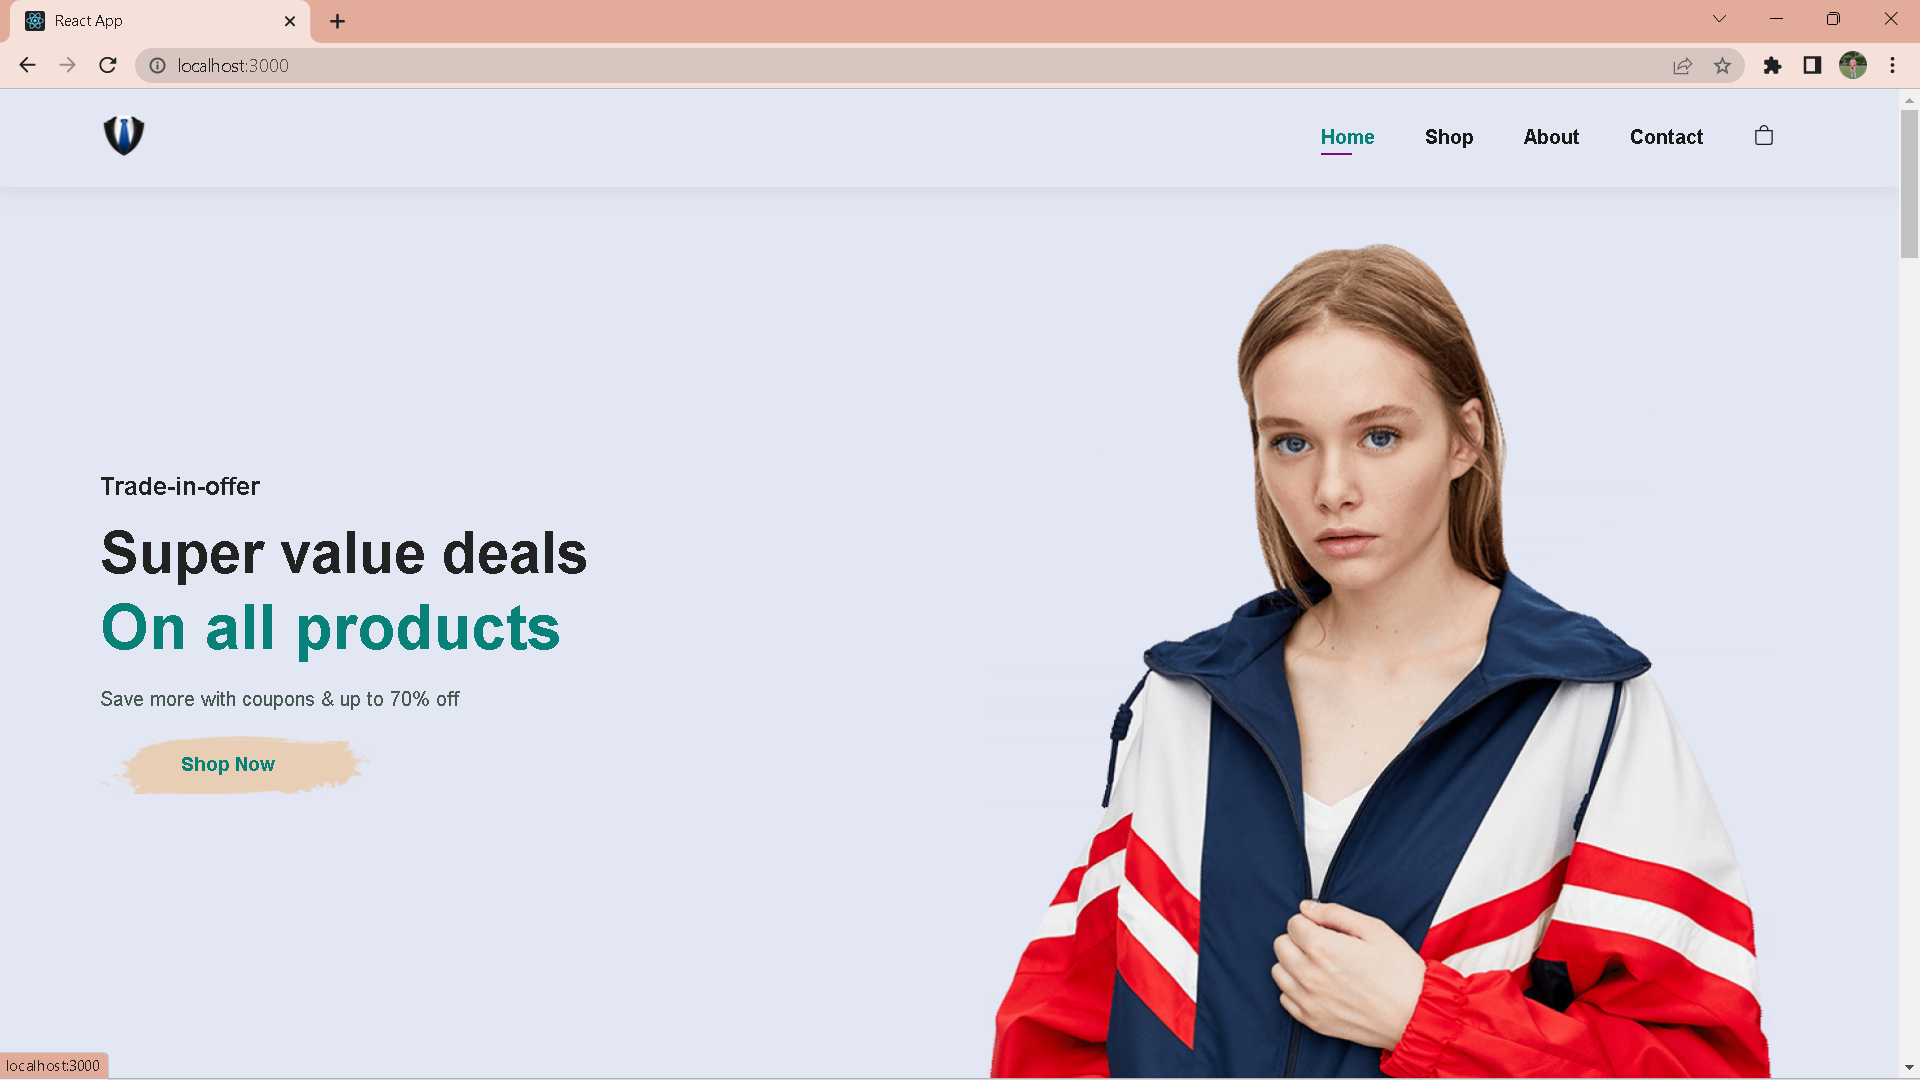 React App
localhost:3000
Home Shop About Contact
Trade-in-offer
Super value deals
On all products
Save more with coupons & up to 70% off
Shop Now
localhost:3000